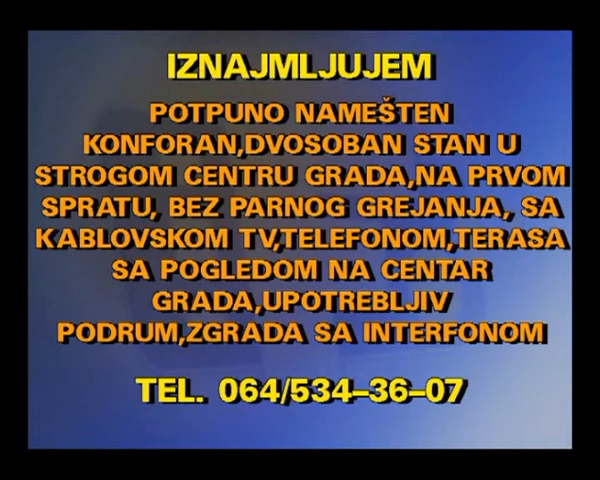 IZNAJMLJUJEM
POTPUNO NAMEŠTEN
KONFORAN,DVOSOBAN STAN U
STROGOM CENTRU GRADA,NA PRVOM
SPRATU, BEZ PARNOG GREJANJA, SA
KABLOVSKOM TV,TELEFONOM,TERASA
SA POGLEDOM NA CENTAR
GRADA,UPOTREBLJIV
PODRUM,ZGRADA SA INTERFONOM
TEL. 064/534-36-07